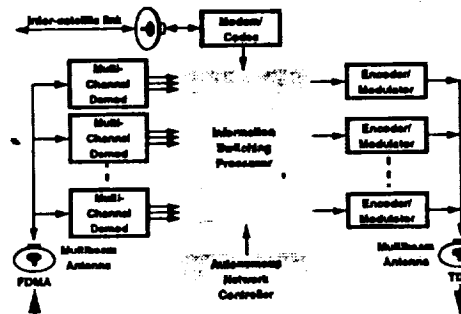 Inter-satellite link
Modem/
Codec
Multi-
Channel
Demod
Multi-
Channel
Demod
Multi-
Channel
Demod
Information
Switching
Processor
Encoder/
Modulator
Encoder/
Modulator
Encoder/
Modulator
Multibeam
Antenna
FDMA
Autonomous
Network
Controller
Multibeam
Antenna